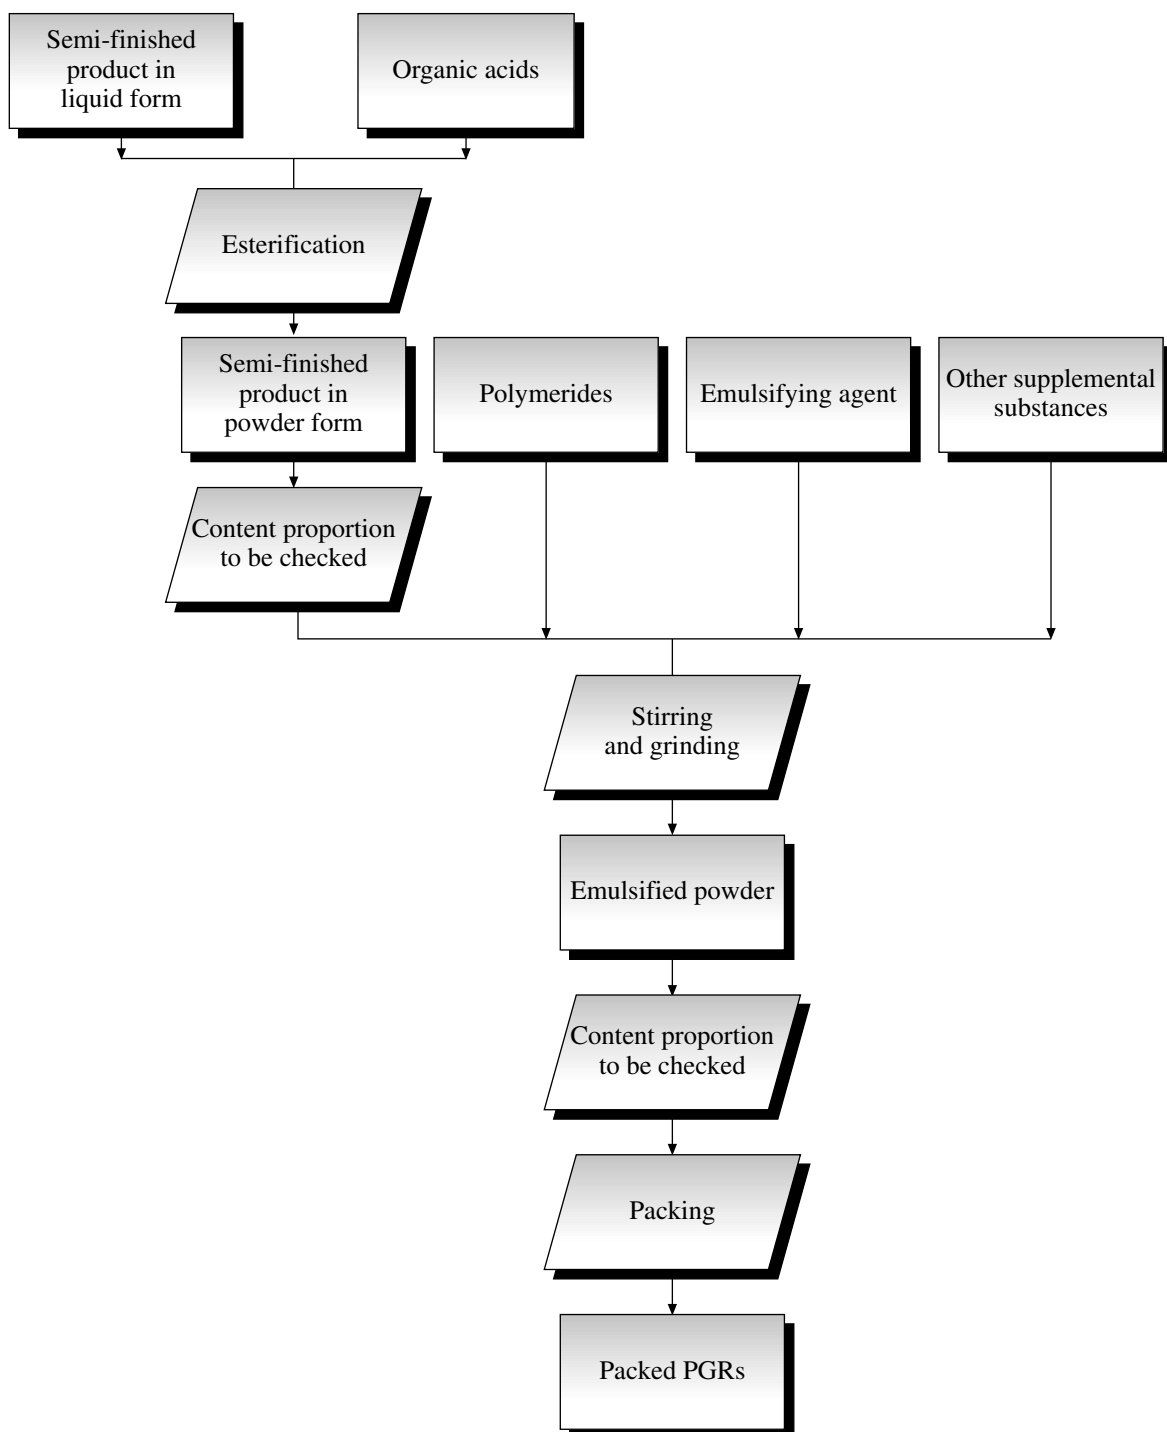 Semi-finished
product in
liquid form
Organic acids
Esterification
Semi-finished
product in
powder form
Polymerides
Emulsifying agent
Other supplemental
substances
Content proportion
to be checked
Stirring
and grinding
Emulsified powder
Content proportion
to be checked
Packing
Packed PGRs